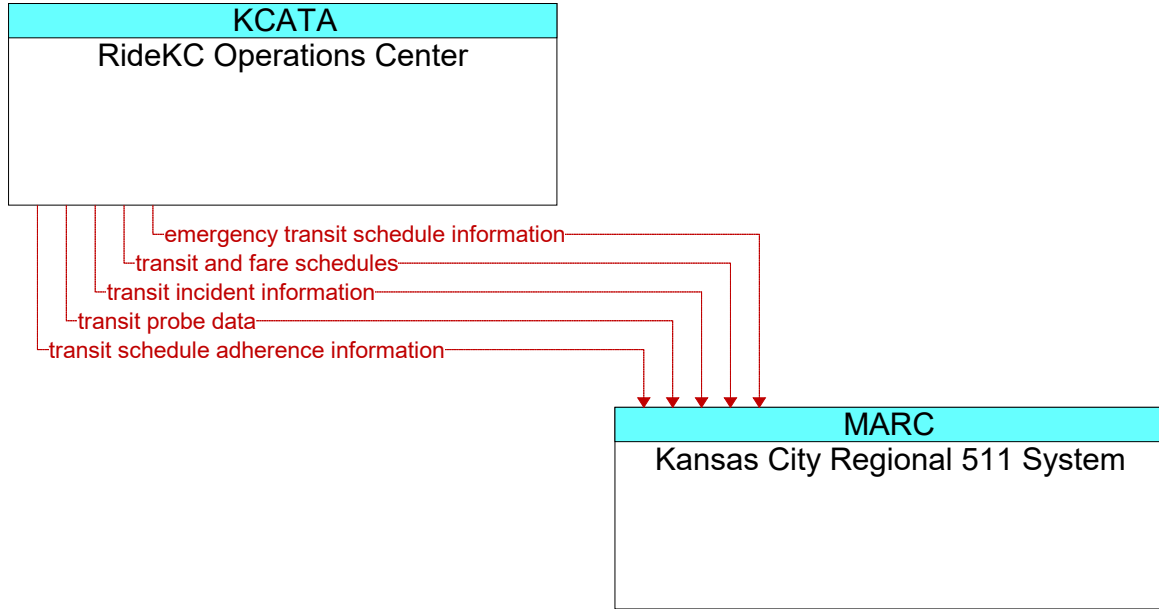 KCATA
RideKC Operations Center
emergency transit schedule information
transit and fare schedules
transit incident information
transit probe data
transit schedule adherence information
MARC
Kansas City Regional 511 System